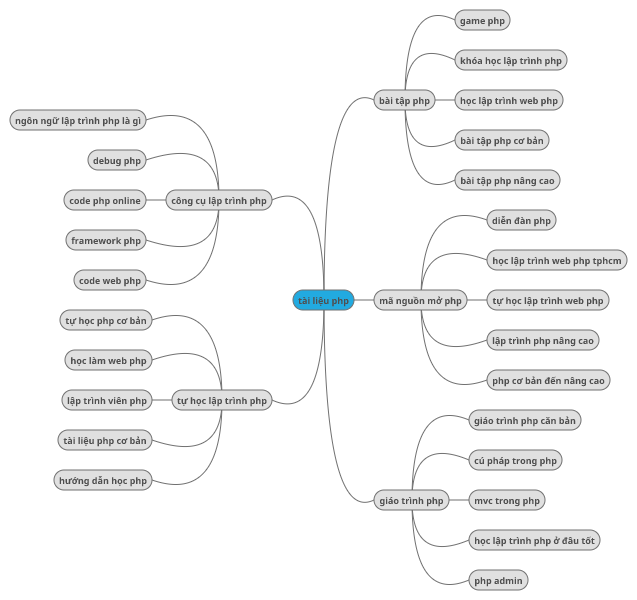 tài liệu php
công cụ lập trình php
ngôn ngữ lập trình php là gì
debug php
code php online
framework php
code web php
tự học lập trình php
tự học php cơ bản
học làm web php
lập trình viên php
tài liệu php cơ bản
hướng dẫn học php
bài tập php
game php
khóa học lập trình php
học lập trình web php
bài tập php cơ bản
bài tập php nâng cao
mã nguồn mở php
diễn đàn php
học lập trình web php tphcm
tự học lập trình web php
lập trình php nâng cao
php cơ bản đến nâng cao
giáo trình php
giáo trình php căn bản
cú pháp trong php
mvc trong php
học lập trình php ở đâu tốt
php admin